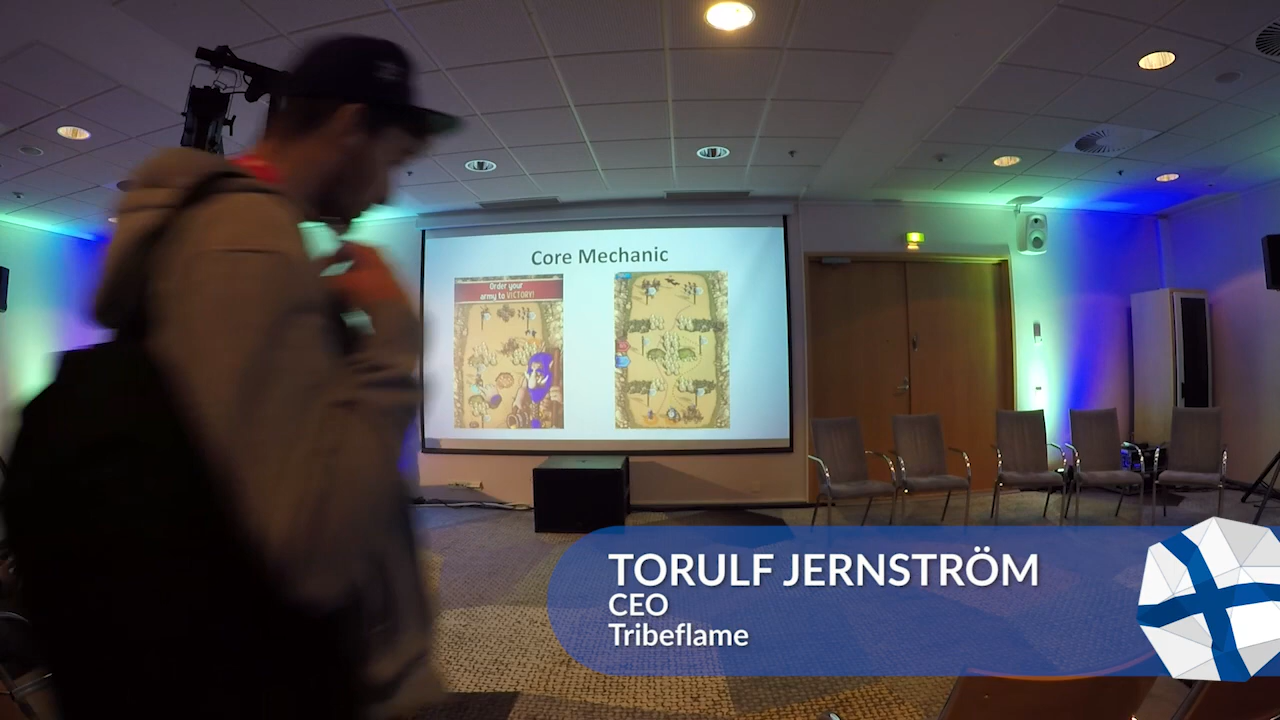 Core Mechanic
Order your
army to VICTORY!
TORULF JERNSTRÖM
CEO
Tribeflame